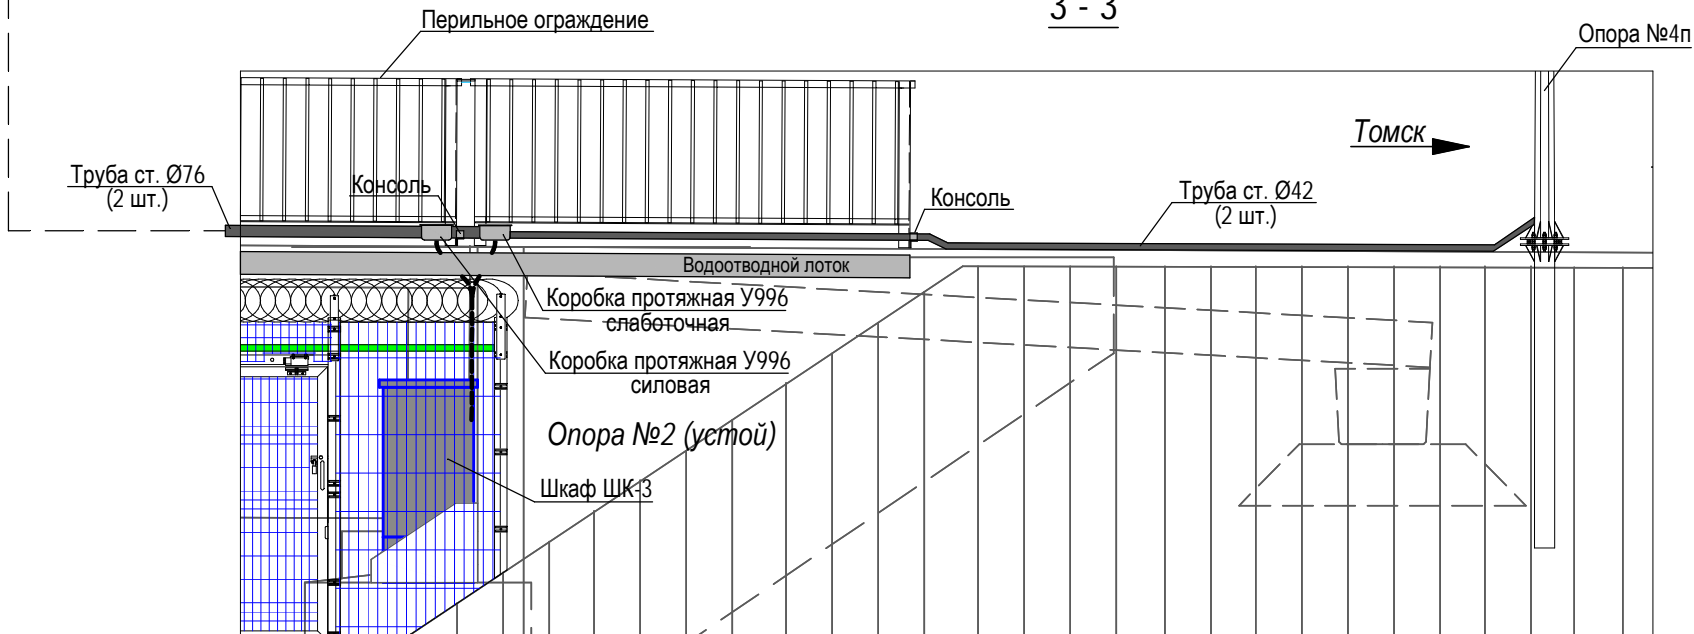 3 - 3
Перильное ограждение
Опора №4п
Томск
Труба ст. Ø76
(2 шт.)
Консоль
Консоль
Труба ст. Ø42
(2 шт.)
Водоотводной лоток
Коробка протяжная У996
слаботочная
Коробка протяжная У996
силовая
Опора №2 (устой)
Шкаф ШК-3